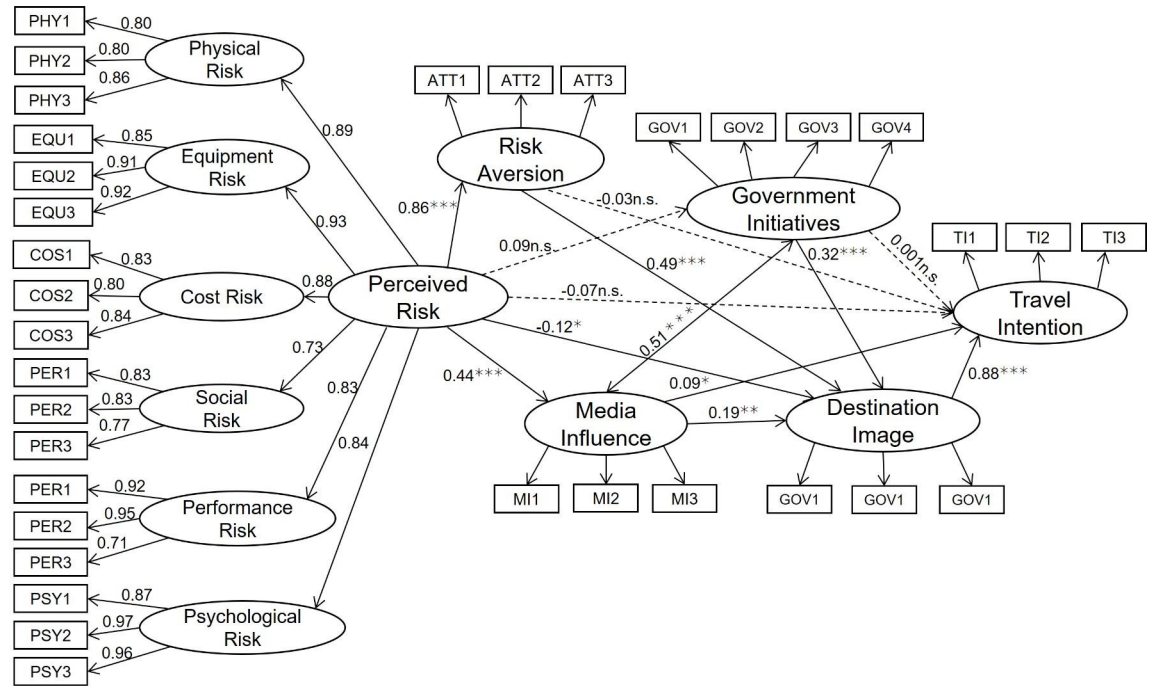 PHY1
0.80
PHY2
0.80
PHY3
0.86
Physical
Risk
EQU1
0.85
EQU2
0.91
EQU3
0.92
Equipment
Risk
COS1
0.83
COS2
0.80
COS3
0.84
Cost Risk
PER1
0.83
PER2
0.83
PER3
0.77
Social
Risk
PER1
0.92
PER2
0.95
PER3
0.71
Performance
Risk
PSY1
0.87
PSY2
0.97
PSY3
0.96
Psychological
Risk
0.89
0.93
0.88
0.73
0.83
0.84
Perceived
Risk
ATT1
ATT2
ATT3
Risk
Aversion
0.86***
GOV1
GOV2
GOV3
GOV4
Government
Initiatives
-0.03n.s.
0.09n.s.
0.49***
0.32***
0.001n.s.
-0.07n.s.
-0.12*
0.51***
0.44***
0.09*
0.19**
0.88***
TI1
TI2
TI3
Travel
Intention
Media
Influence
MI1
MI2
MI3
Destination
Image
GOV1
GOV1
GOV1